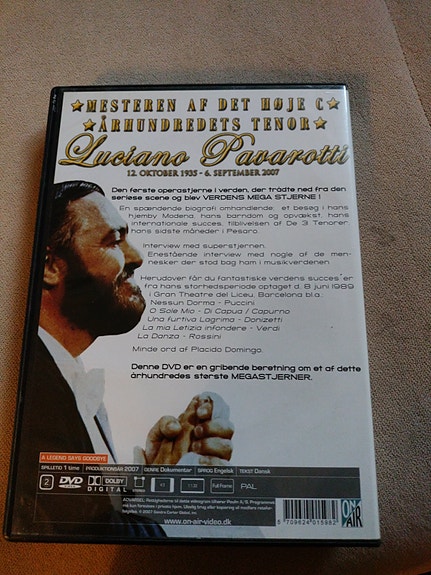 ★MESTEREN AF DET HØJE C★
★ÅRHUNDREDETS TENOR★
Luciano Pavarotti
12. OKTOBER 1935 - 6. SEPTEMBER 2007
Den første operastjerne i verden, der trådte ned fra den
seriøse scene og blev VERDENS MEGA STJERNE !
En spændende biografi omhandlende: et besøg i hans
hjemby Modena, hans barndom og opvækst, hans
internationale succes, tilblivelsen af De 3 Tenorer,
hans sidste måneder i Pesaro.
Interview med superstjernen.
Enestående interview med nogle af de men-
nesker der stod bag ham i musikverdenen
Herudover får du fantastiske verdens succes'er
fra hans storhedsperiode optaget d. 8 juni 1989
i Gran Theatre del Liceu, Barcelona bl.a.
Nessun Dorma - Puccini
O Sole Mio - Di Capua / Capurno
Una furtiva Lagrima - Donizetti
La mia Letizia infondere - Verdi
La Danza - Rossini
Minde ord af Placido Domingo.
Denne DVD er en gribende beretning om et af dette
århundredes største MEGASTJERNER.
A LEGEND SAYS GOODBYE
SPILLETID 1 time PRODUKTIONSÅR 2007 GENRE Dokumentar SPROG Engelsk TEKST Dansk
2 DVD DOLBY DIGITAL Full Frame PAL
ADVARSEL:
www.on-air-video.dk
ON AIR
5 709624 015882